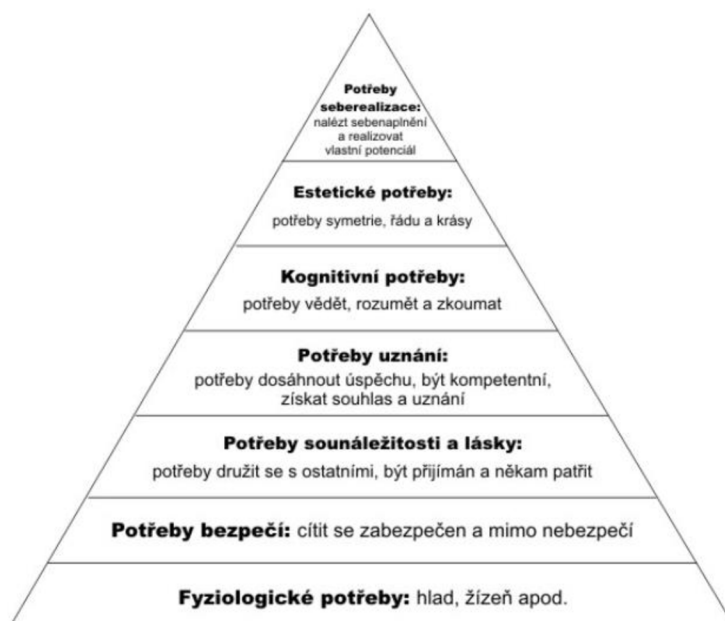 Potřeby
seberealizace:
nalézt sebenaplnění
a realizovat
vlastní potenciál
Estetické potřeby:
potřeby symetrie, řádu a krásy
Kognitivní potřeby:
potřeby vědět, rozumět a zkoumat
Potřeby uznání:
potřeby dosáhnout úspěchu, být kompetentní,
získat souhlas a uznání
Potřeby sounáležitosti a lásky:
potřeby družit se s ostatními, být přijímán a někam patřit
Potřeby bezpečí: cítit se zabezpečen a mimo nebezpečí
Fyziologické potřeby: hlad, žízeň apod.